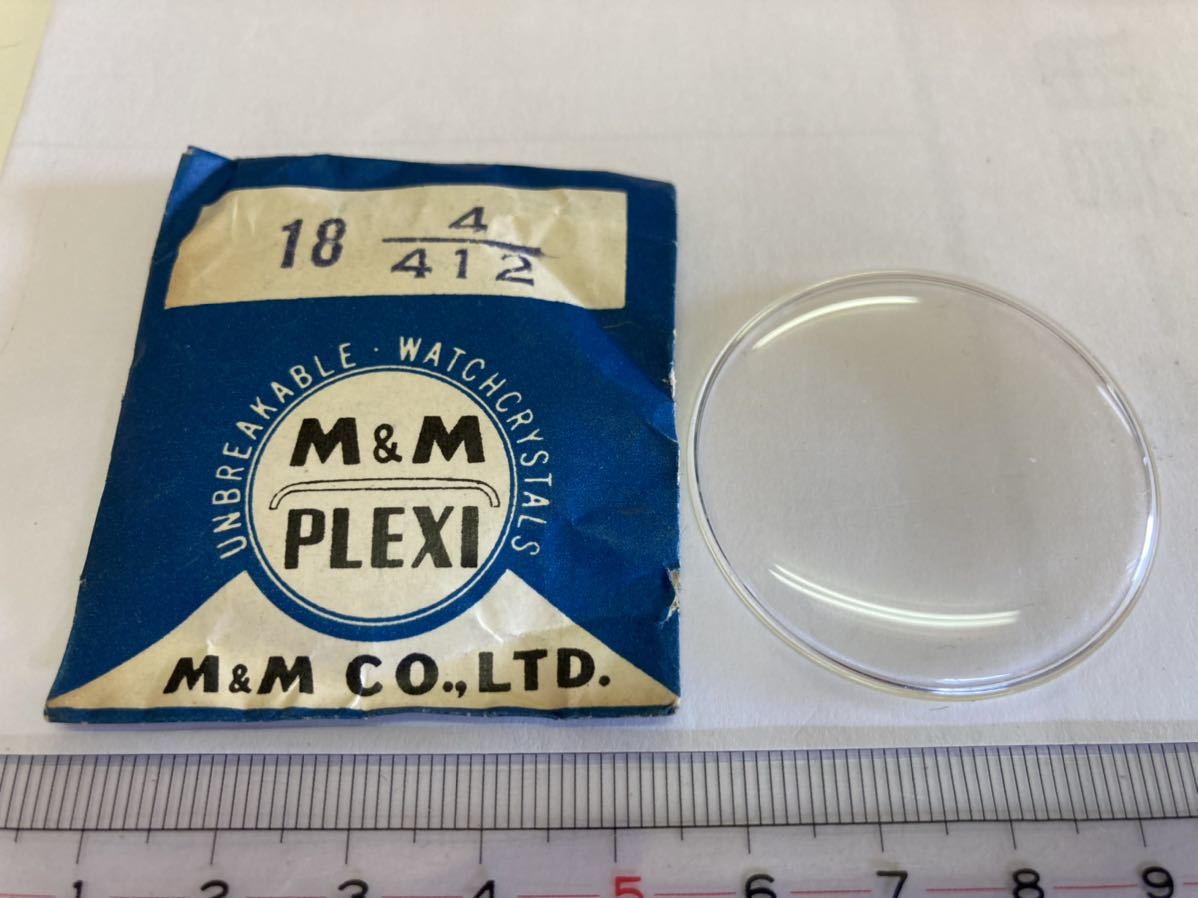 18 4/412
UNBREAKABLE · WATCHCRYSTALS
M&M
PLEXI
M&M CO., LTD.
1 2 3 4 5 6 7 8 9